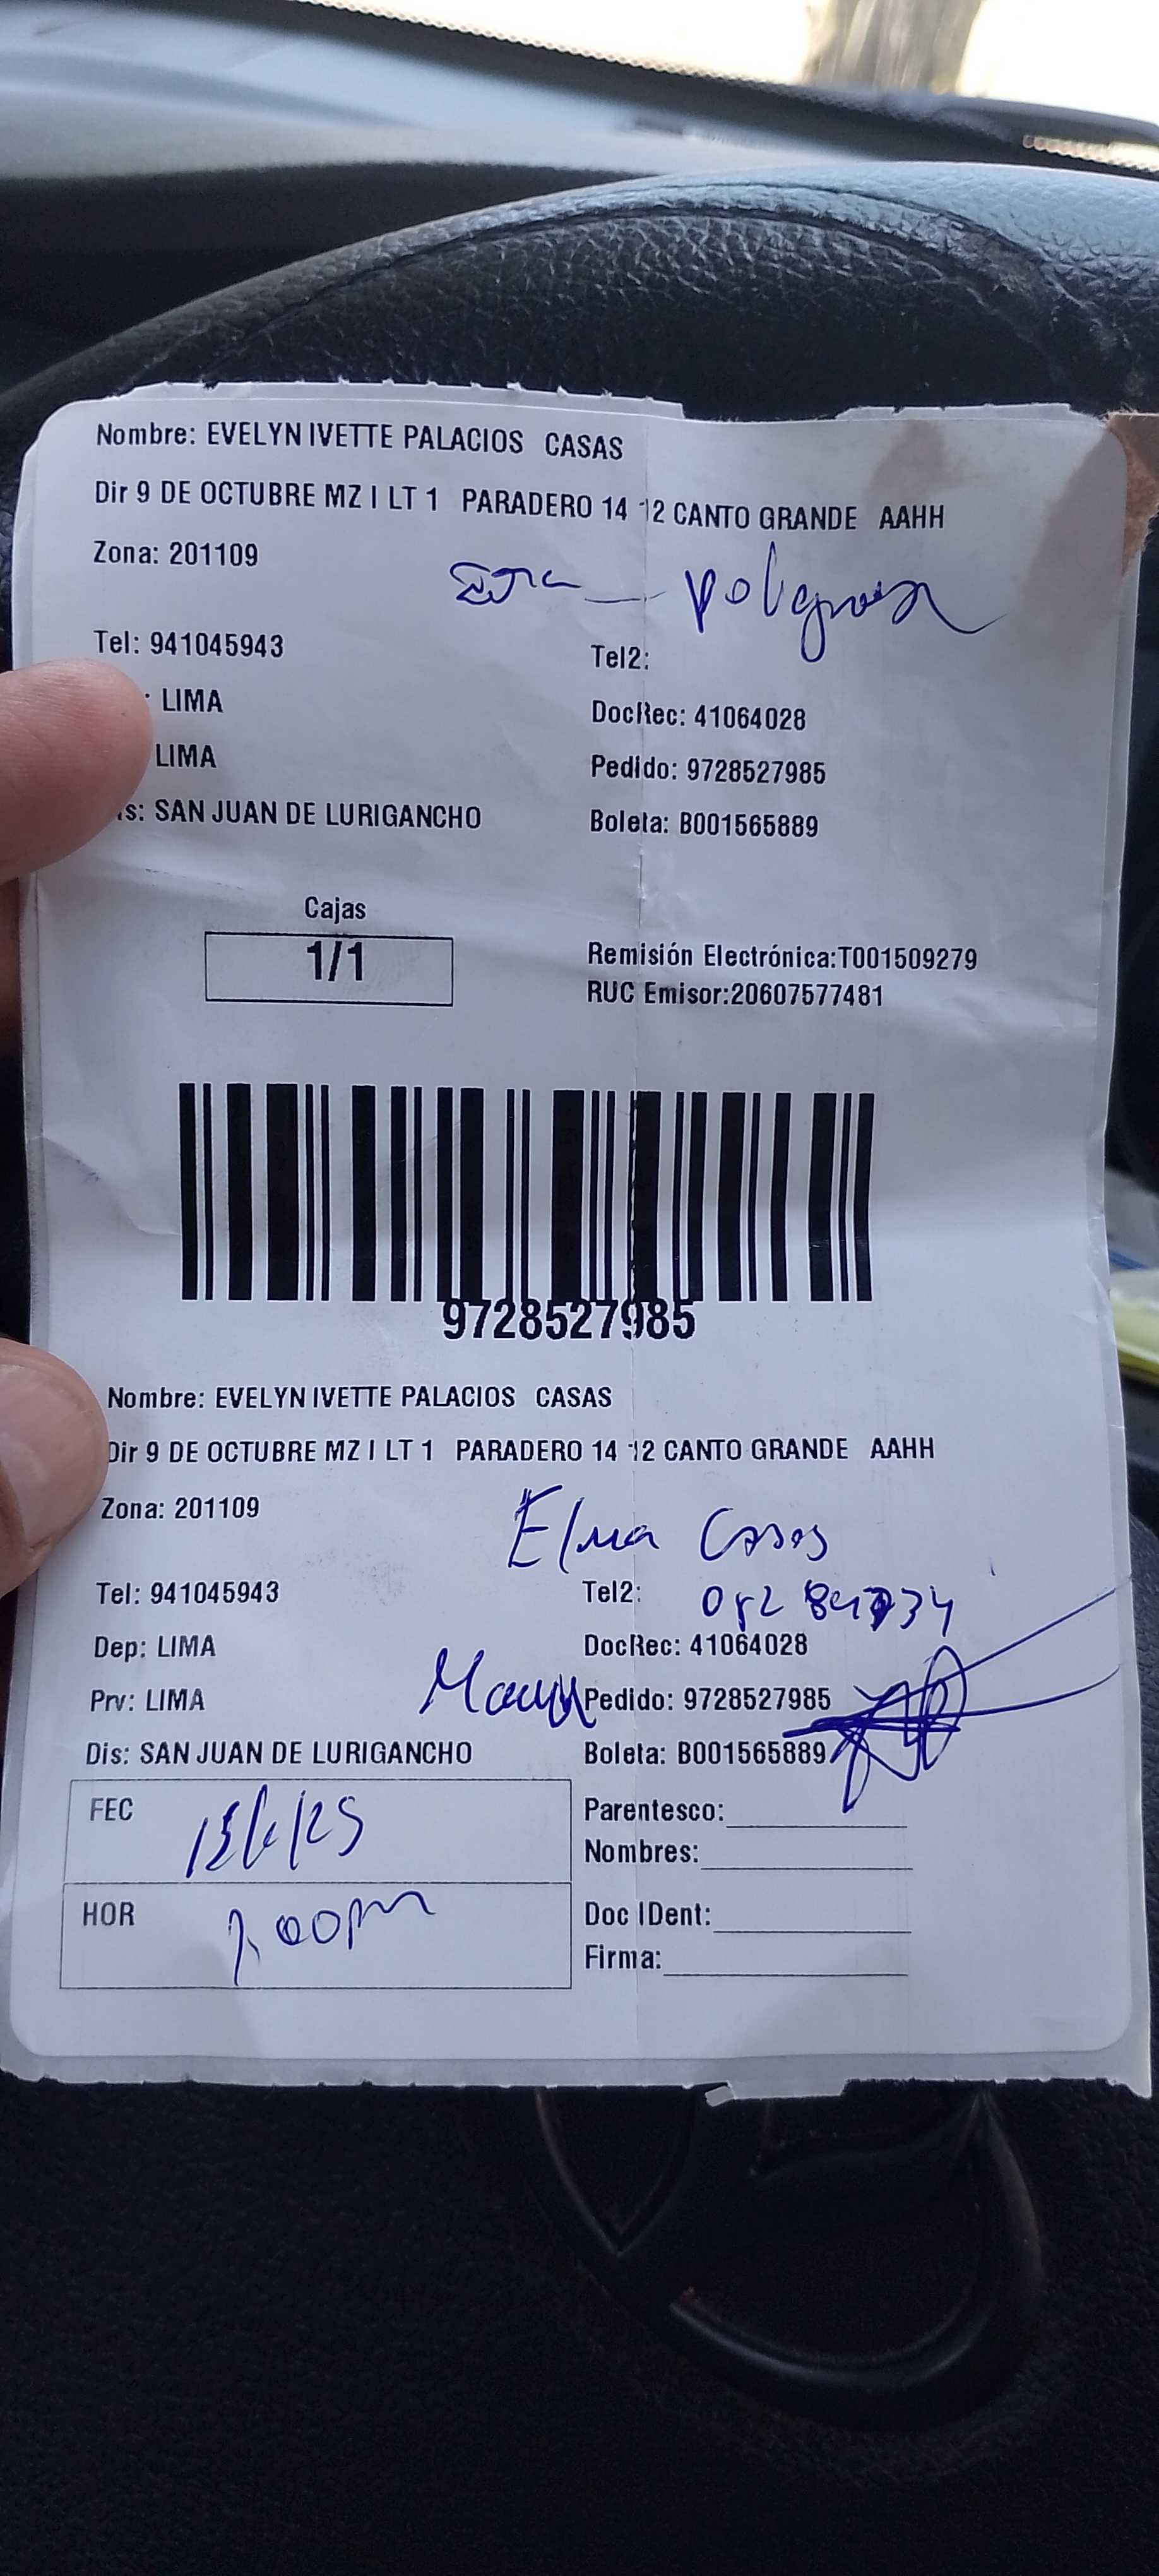 Nombre: EVELYN IVETTE PALACIOS CASAS
Dir 9 DE OCTUBRE MZ I LT 1 PARADERO 14 12 CANTO GRANDE AAHH
Zona: 201109
Zona peligrosa
Tel: 941045943 Tel2:
: LIMA DocRec: 41064028
LIMA Pedido: 9728527985
is: SAN JUAN DE LURIGANCHO Boleta: B001565889
Cajas
1/1
Remisión Electrónica:T001509279
RUC Emisor:20607577481
9728527985
Nombre: EVELYN IVETTE PALACIOS CASAS
Dir 9 DE OCTUBRE MZ I LT 1 PARADERO 14 12 CANTO GRANDE AAHH
Zona: 201109
Elma Casas
Tel: 941045943 Tel2:
Dep: LIMA DocRec: 41064028
Prv: LIMA Pedido: 9728527985
Dis: SAN JUAN DE LURIGANCHO Boleta: B001565889
FEC
Parentesco:
Nombres:
HOR
Doc IDent:
Firma: